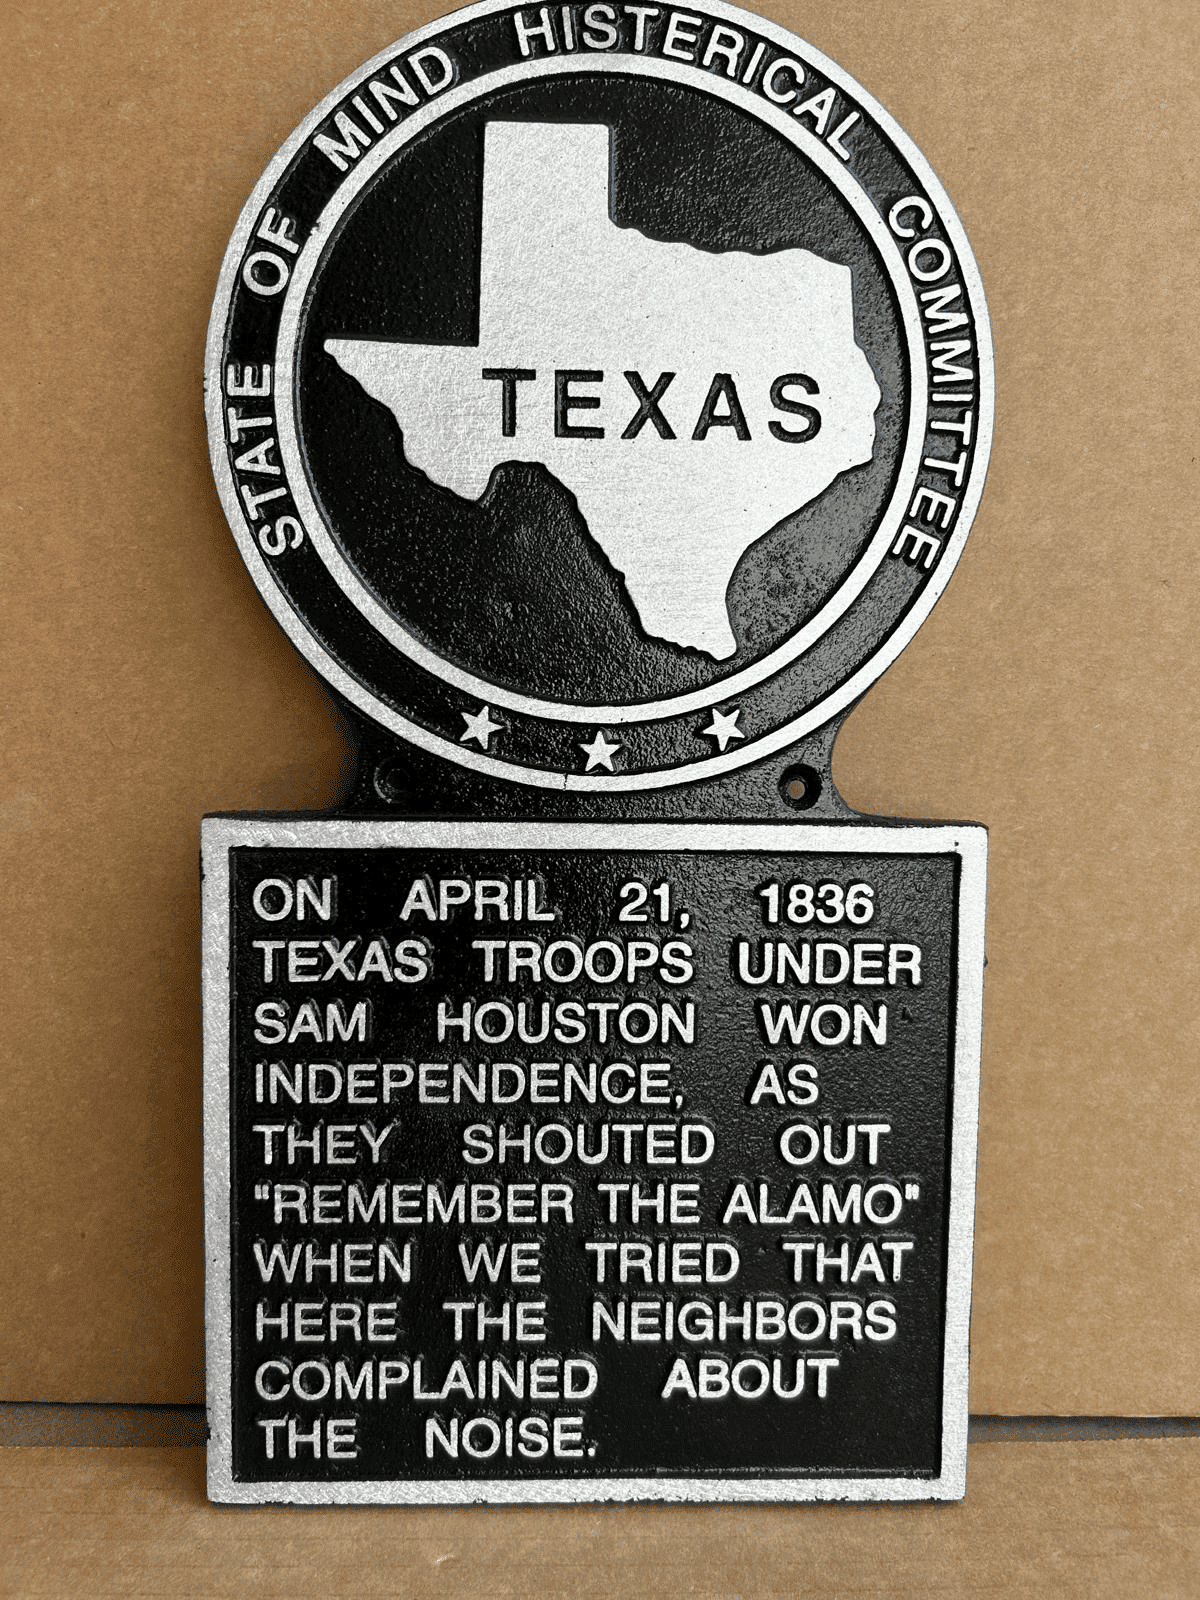 STATE OF MIND HISTERICAL COMMITTEE
TEXAS
ON APRIL 21, 1836
TEXAS TROOPS UNDER
SAM HOUSTON WON
INDEPENDENCE, AS
THEY SHOUTED OUT
"REMEMBER THE ALAMO"
WHEN WE TRIED THAT
HERE THE NEIGHBORS
COMPLAINED ABOUT
THE NOISE.